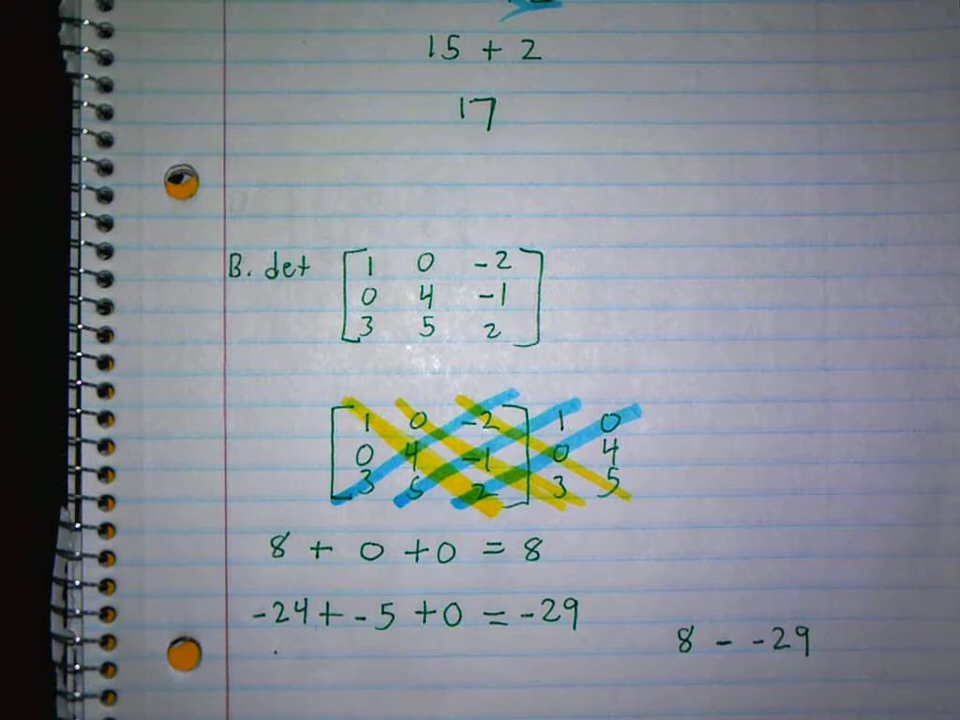 15 + 2
17
B. det [1 0 -2
0 4 -1
3 5 2]
[1 0 -2] 1 0
0 4 -1 0 4
3 5 2 3 5
8 + 0 + 0 = 8
-24 + -5 + 0 = -29
8 - -29